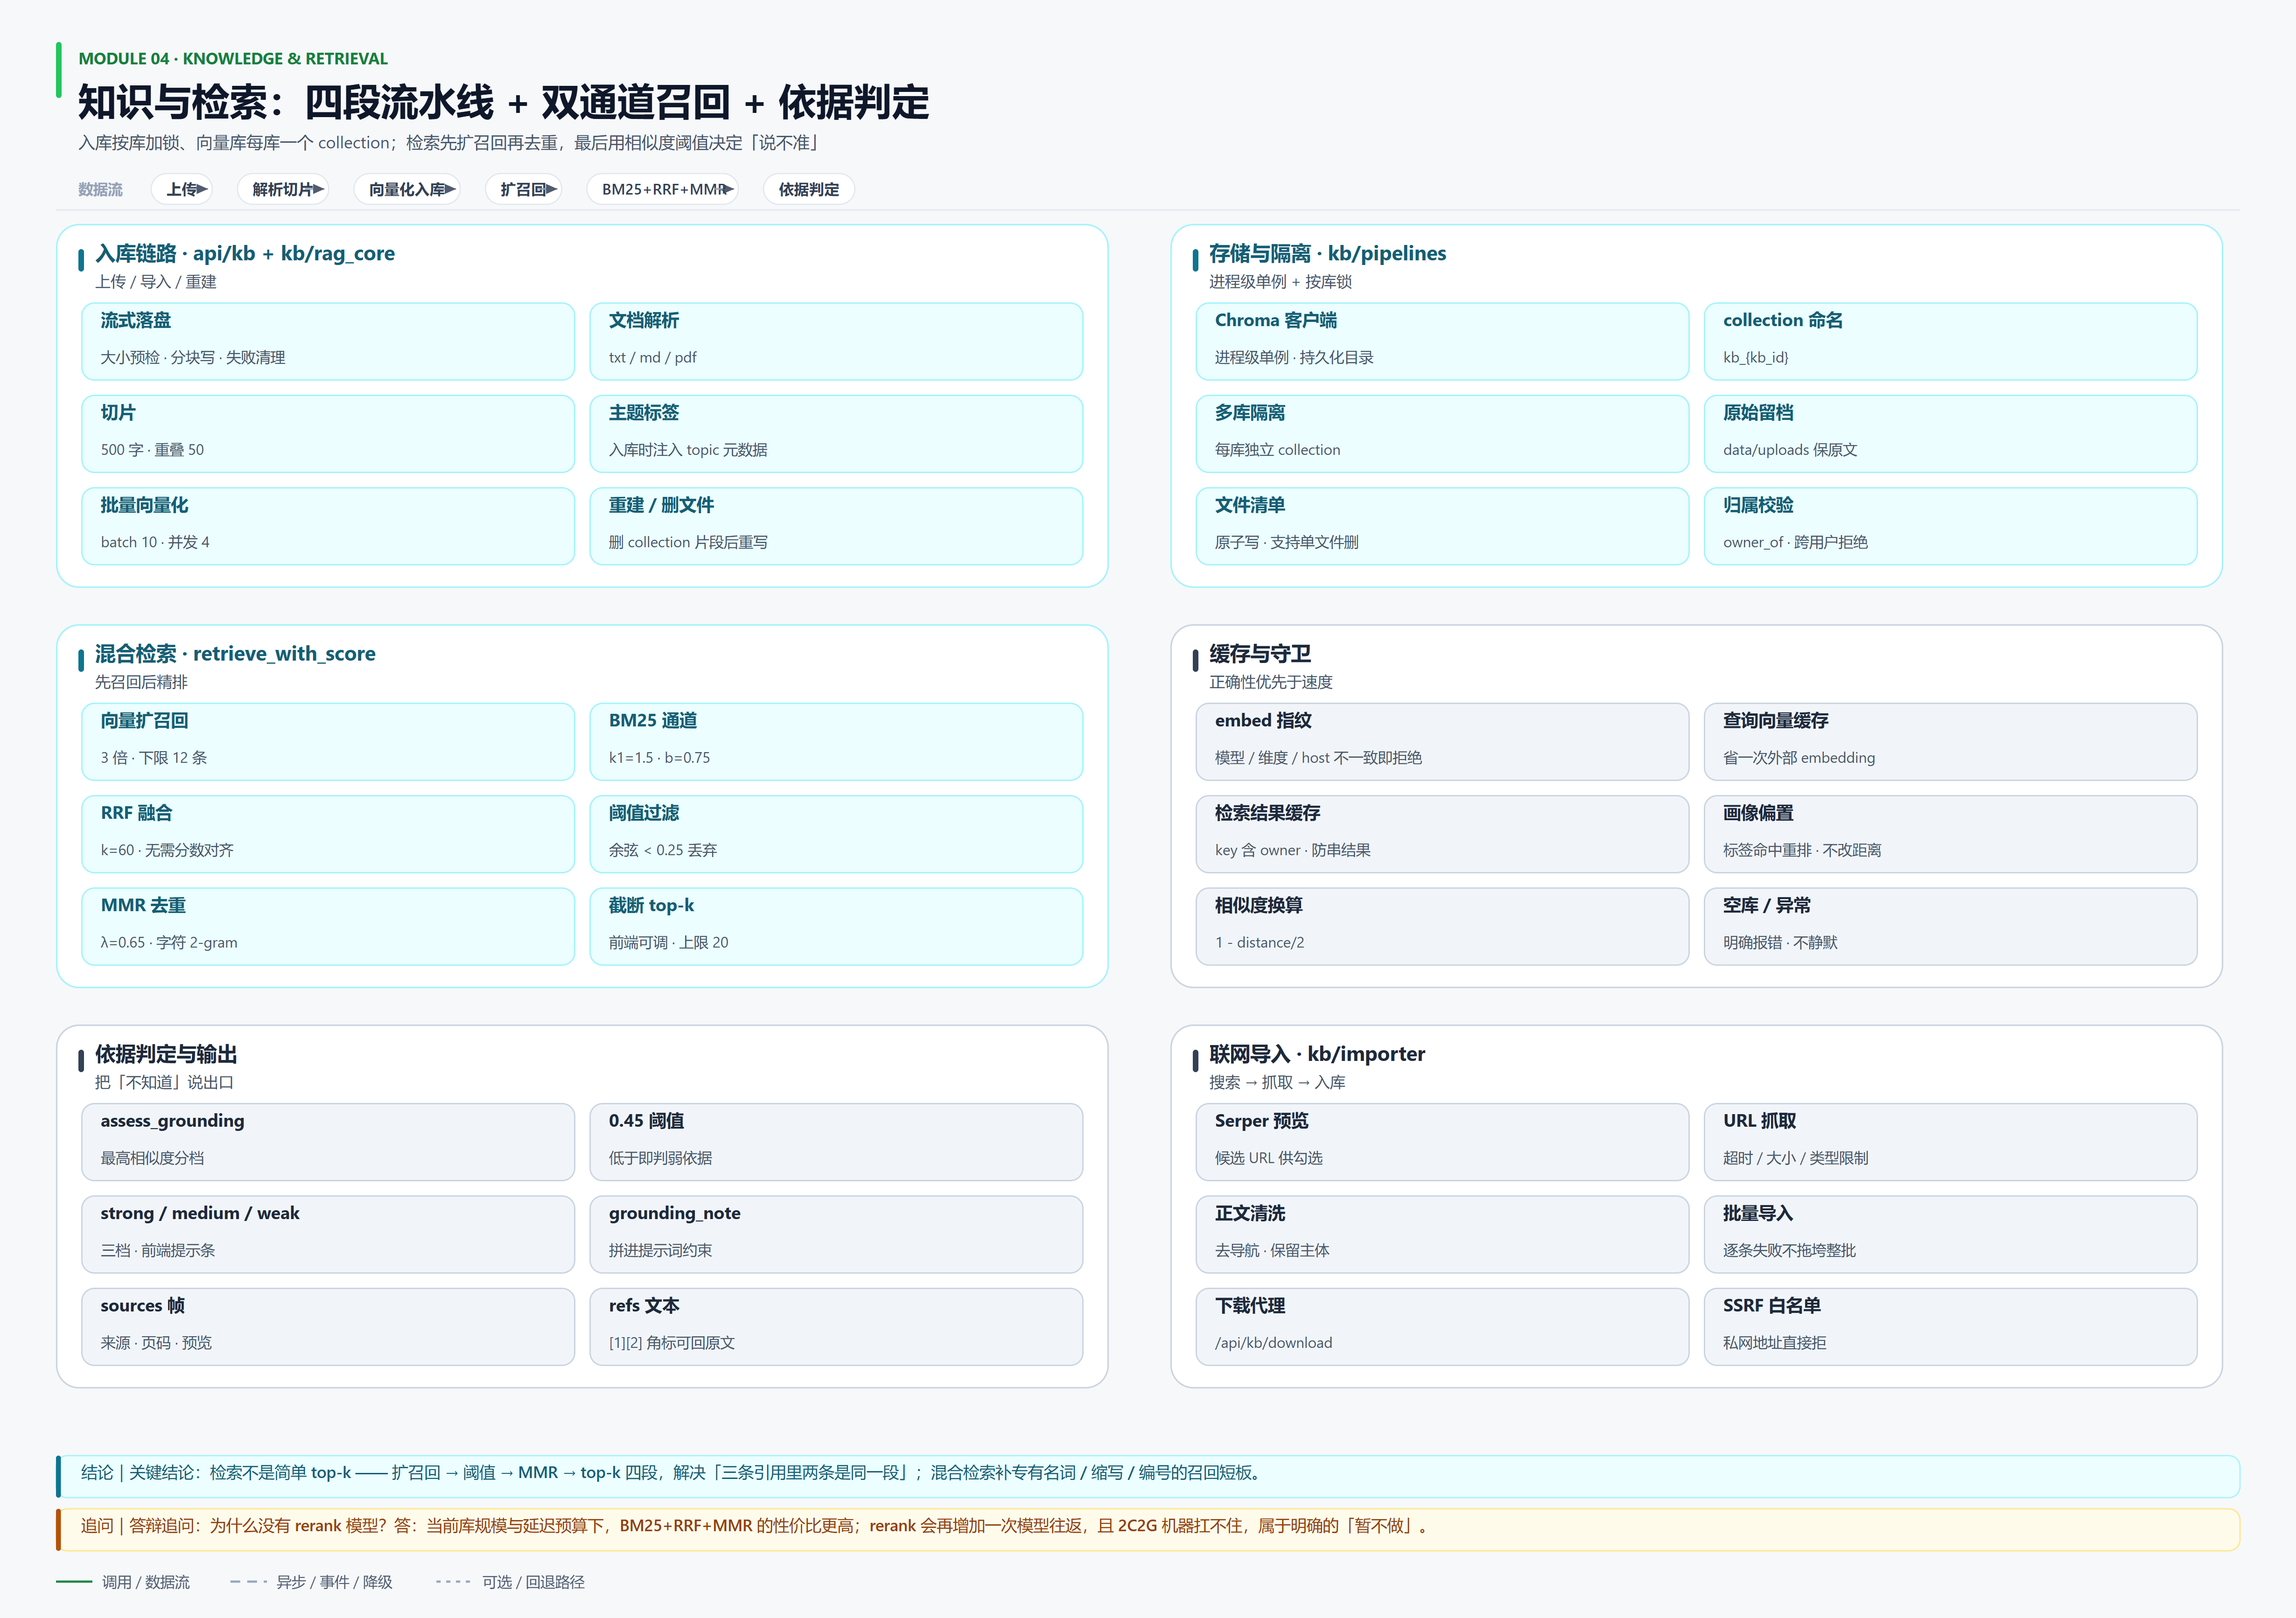 MODULE 04 · KNOWLEDGE & RETRIEVAL
知识与检索：四段流水线 + 双通道召回 + 依据判定
入库按库加锁、向量库每库一个 collection；检索先扩召回再去重，最后用相似度阈值决定「说不准」
数据流
上传
解析切片
向量化入库
扩召回
BM25+RRF+MMR
依据判定
入库链路 · api/kb + kb/rag_core
上传 / 导入 / 重建
流式落盘
大小预检 · 分块写 · 失败清理
文档解析
txt / md / pdf
切片
500 字 · 重叠 50
主题标签
入库时注入 topic 元数据
批量向量化
batch 10 · 并发 4
重建 / 删文件
删 collection 片段后重写
存储与隔离 · kb/pipelines
进程级单例 + 按库锁
Chroma 客户端
进程级单例 · 持久化目录
collection 命名
kb_{kb_id}
多库隔离
每库独立 collection
原始留档
data/uploads 保原文
文件清单
原子写 · 支持单文件删
归属校验
owner_of · 跨用户拒绝
混合检索 · retrieve_with_score
先召回后精排
向量扩召回
3 倍 · 下限 12 条
BM25 通道
k1=1.5 · b=0.75
RRF 融合
k=60 · 无需分数对齐
阈值过滤
余弦 < 0.25 丢弃
MMR 去重
λ=0.65 · 字符 2-gram
截断 top-k
前端可调 · 上限 20
缓存与守卫
正确性优先于速度
embed 指纹
模型 / 维度 / host 不一致即拒绝
查询向量缓存
省一次外部 embedding
检索结果缓存
key 含 owner · 防串结果
画像偏置
标签命中重排 · 不改距离
相似度换算
1 - distance/2
空库 / 异常
明确报错 · 不静默
依据判定与输出
把「不知道」说出口
assess_grounding
最高相似度分档
0.45 阈值
低于即判弱依据
strong / medium / weak
三档 · 前端提示条
grounding_note
拼进提示词约束
sources 帧
来源 · 页码 · 预览
refs 文本
[1][2] 角标可回原文
联网导入 · kb/importer
搜索 → 抓取 → 入库
Serper 预览
候选 URL 供勾选
URL 抓取
超时 / 大小 / 类型限制
正文清洗
去导航 · 保留主体
批量导入
逐条失败不拖垮整批
下载代理
/api/kb/download
SSRF 白名单
私网地址直接拒
结论 | 关键结论：检索不是简单 top-k —— 扩召回 → 阈值 → MMR → top-k 四段，解决「三条引用里两条是同一段」；混合检索补专有名词 / 缩写 / 编号的召回短板。
追问 | 答辩追问：为什么没有 rerank 模型？答：当前库规模与延迟预算下，BM25+RRF+MMR 的性价比更高；rerank 会再增加一次模型往返，且 2C2G 机器扛不住，属于明确的「暂不做」。
调用 / 数据流
异步 / 事件 / 降级
可选 / 回退路径